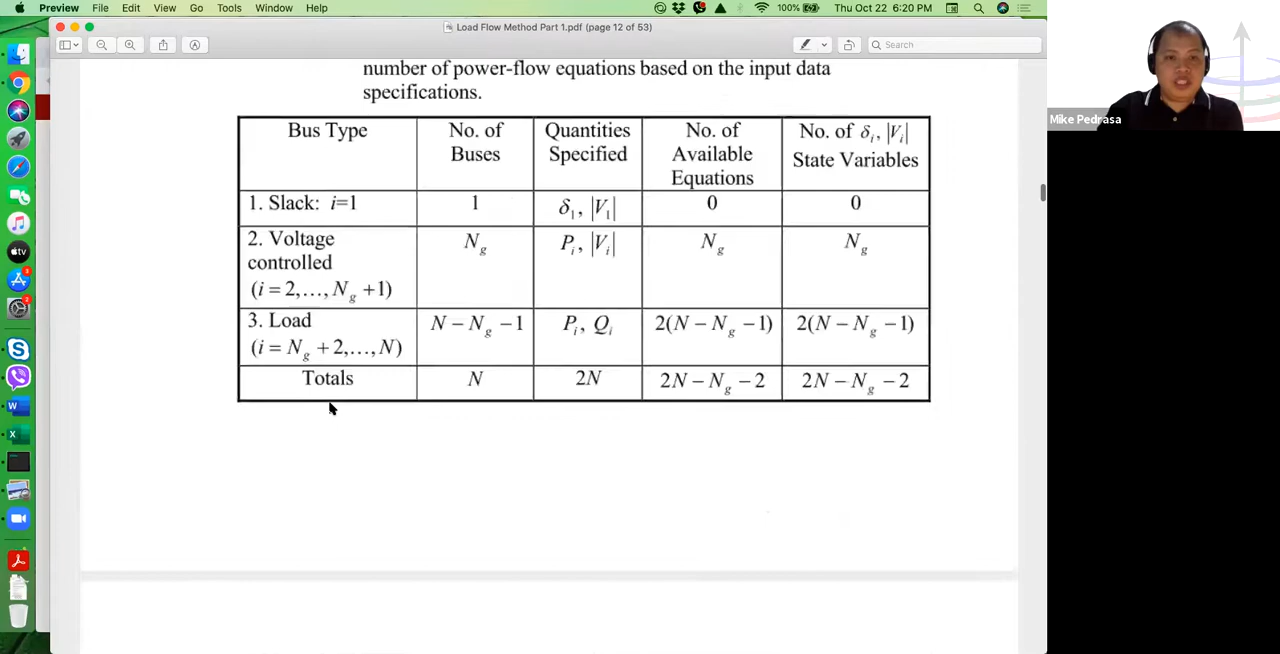 Preview File Edit View Go Tools Window Help 100% Thu Oct 22 6:20 PM
Load Flow Method Part 1.pdf (page 12 of 53)
Search
number of power-flow equations based on the input data
specifications.
Bus Type No. of Buses Quantities Specified No. of Available Equations No. of δi, |Vi| State Variables
1. Slack: i=1 1 δ1, |V1| 0 0
2. Voltage controlled (i = 2,…, Ng +1) Ng Pi, |Vi| Ng Ng
3. Load (i = Ng + 2,…, N) N − Ng −1 Pi, Qi 2(N − Ng −1) 2(N − Ng −1)
Totals N 2N 2N − Ng − 2 2N − Ng − 2
Mike Pedrasa
tv
W
X